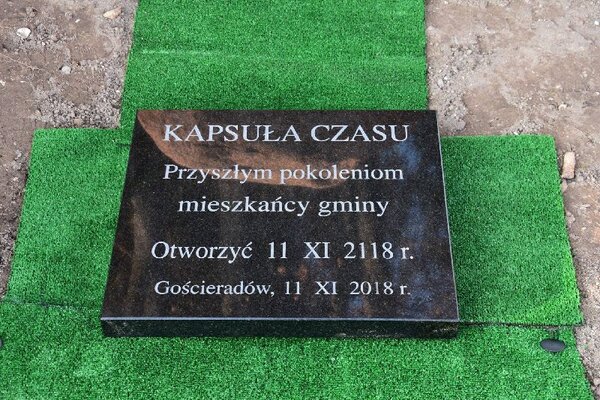 KAPSUŁA CZASU
Przyszłym pokoleniom
mieszkańcy gminy
Otworzyć 11 XI 2118 r.
Gościeradów, 11 XI 2018 r.